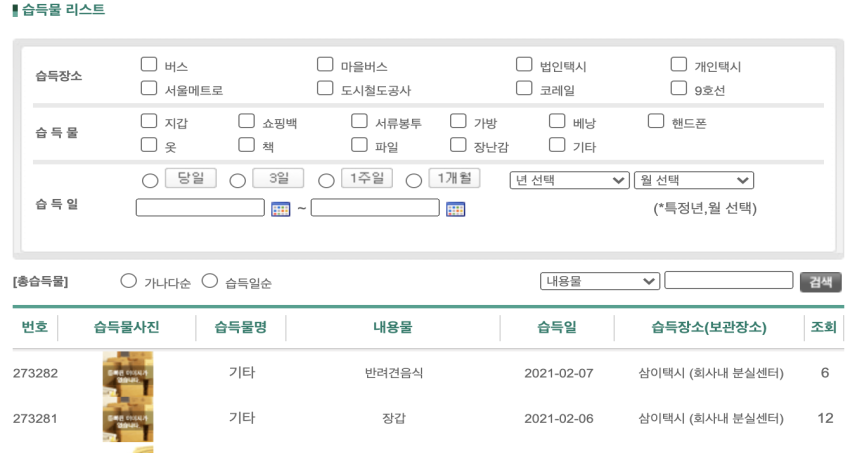 습득물 리스트
습득장소 버스 마을버스 법인택시 개인택시
서울메트로 도시철도공사 코레일 9호선
습 득 물 지갑 쇼핑백 서류봉투 가방 베낭 핸드폰
옷 책 파일 장난감 기타
습 득 일 당일 3일 1주일 1개월 년 선택 월 선택
~ (*특정년,월 선택)
[총습득물] 가나다순 습득일순 내용물 검색
번호 습득물사진 습득물명 내용물 습득일 습득장소(보관장소) 조회
273282 기타 반려견음식 2021-02-07 삼이택시 (회사내 분실센터) 6
273281 기타 장갑 2021-02-06 삼이택시 (회사내 분실센터) 12